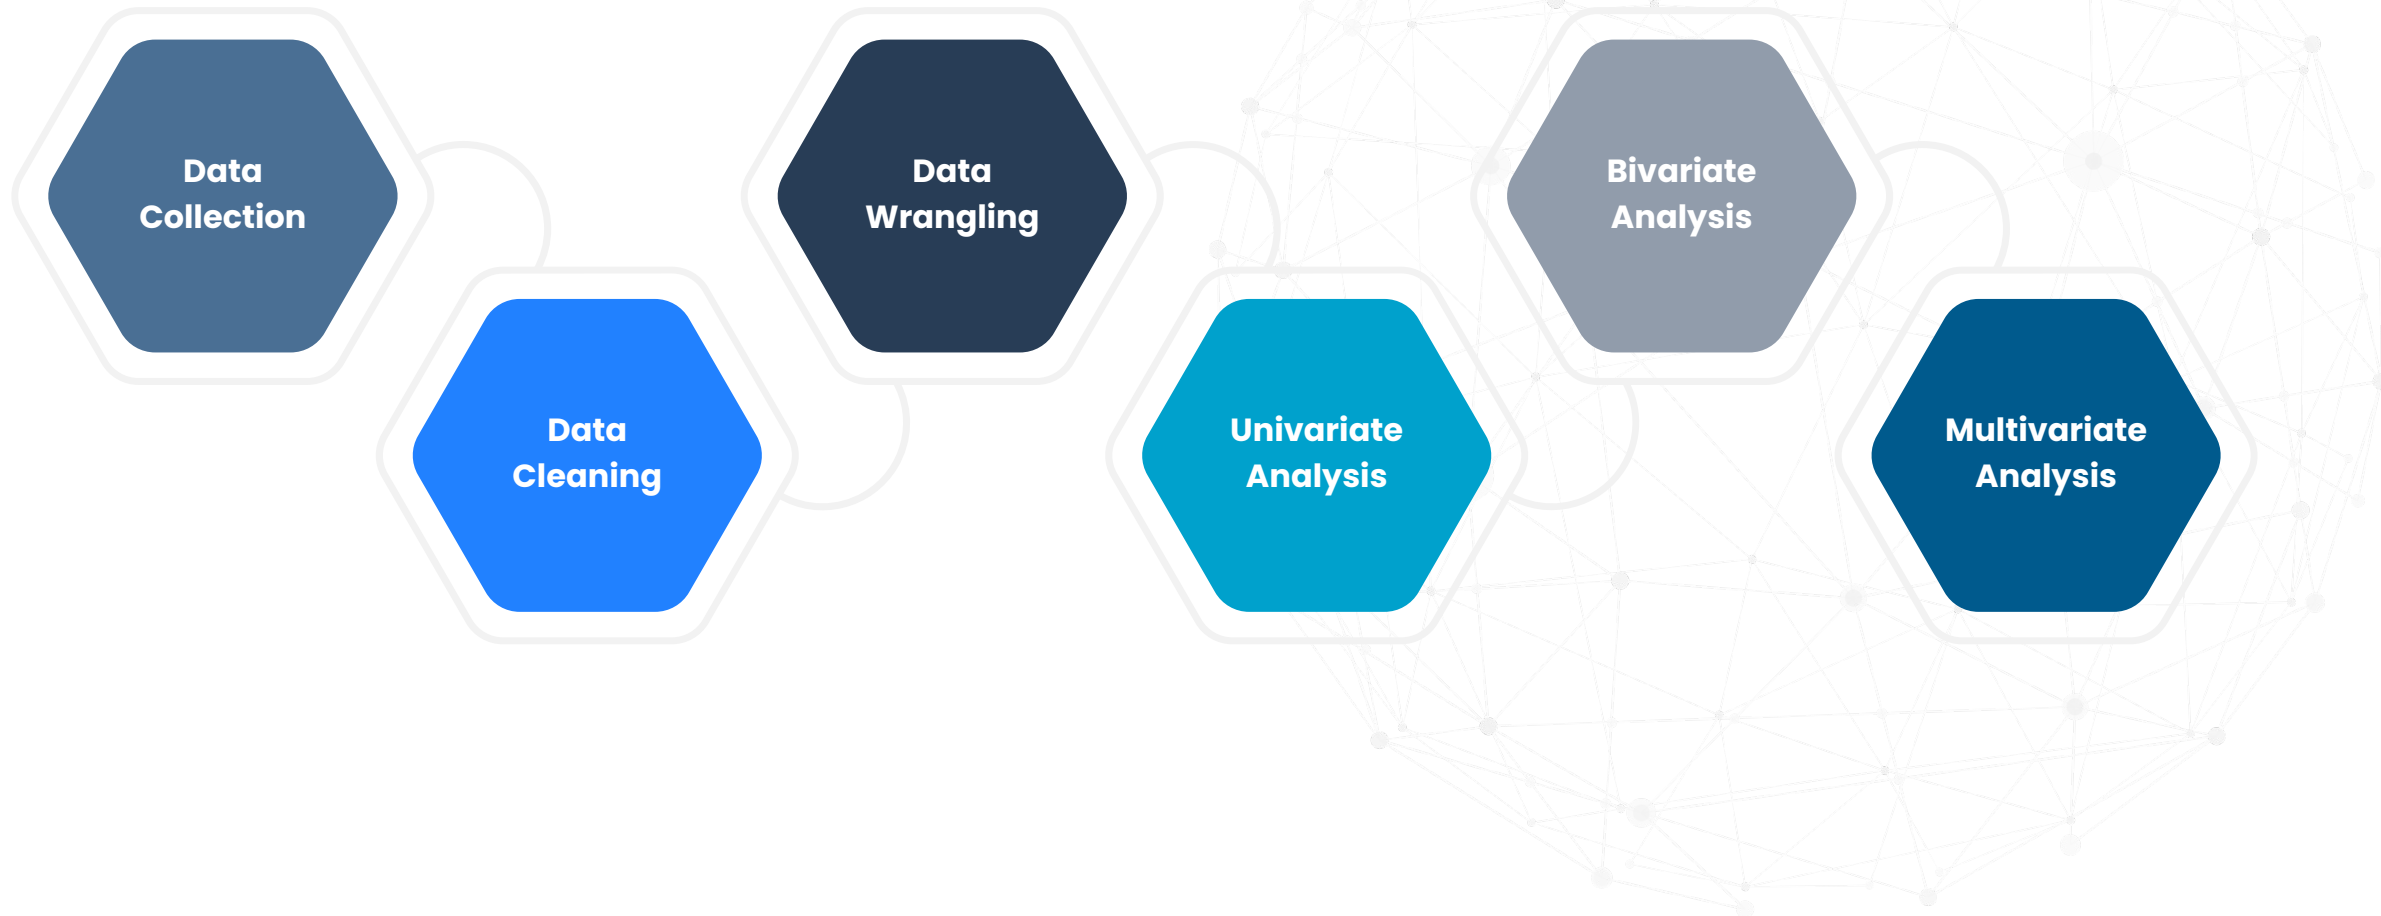 Data
Collection
Data
Cleaning
Data
Wrangling
Univariate
Analysis
Bivariate
Analysis
Multivariate
Analysis